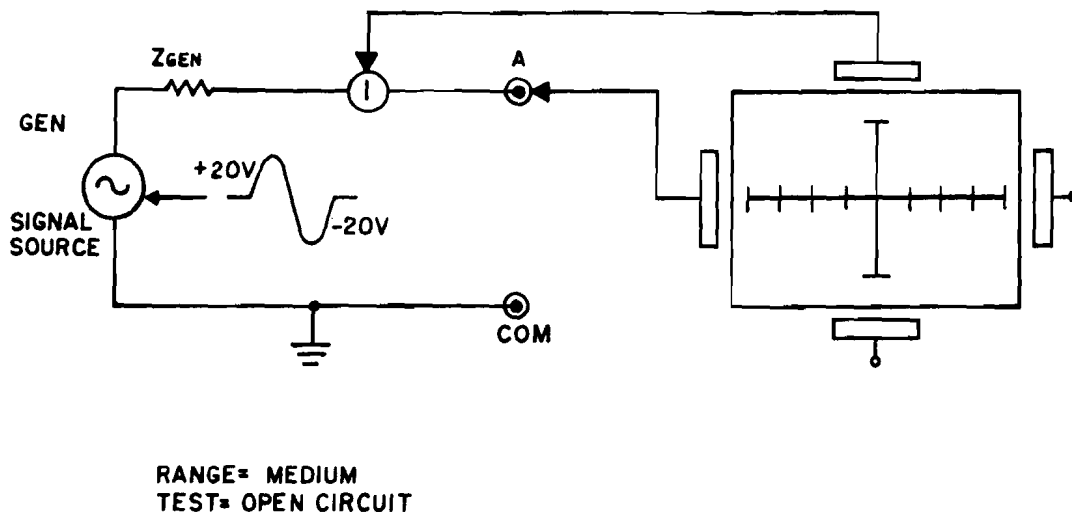 ZGEN
A
GEN
I
+20V
SIGNAL
SOURCE
-20V
COM
RANGE= MEDIUM
TEST= OPEN CIRCUIT